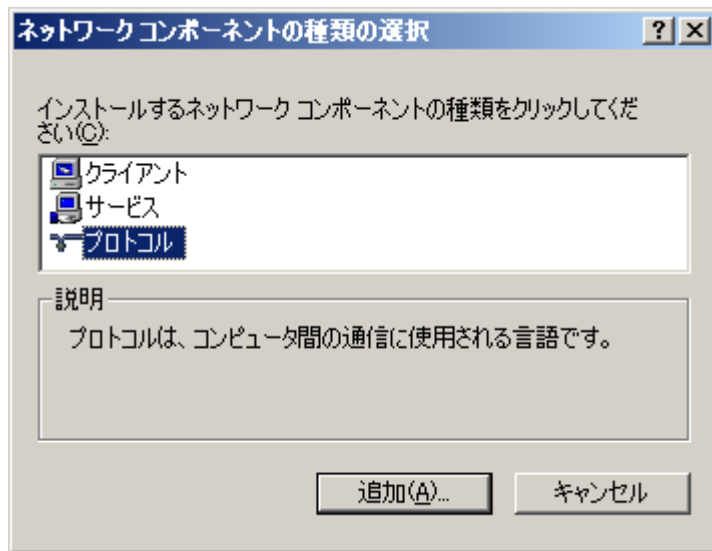 ネットワーク コンポーネントの種類の選択
インストールするネットワーク コンポーネントの種類をクリックしてくだ
さい(C):
クライアント
サービス
プロトコル
説明
プロトコルは、コンピュータ間の通信に使用される言語です。
追加(A)...
キャンセル